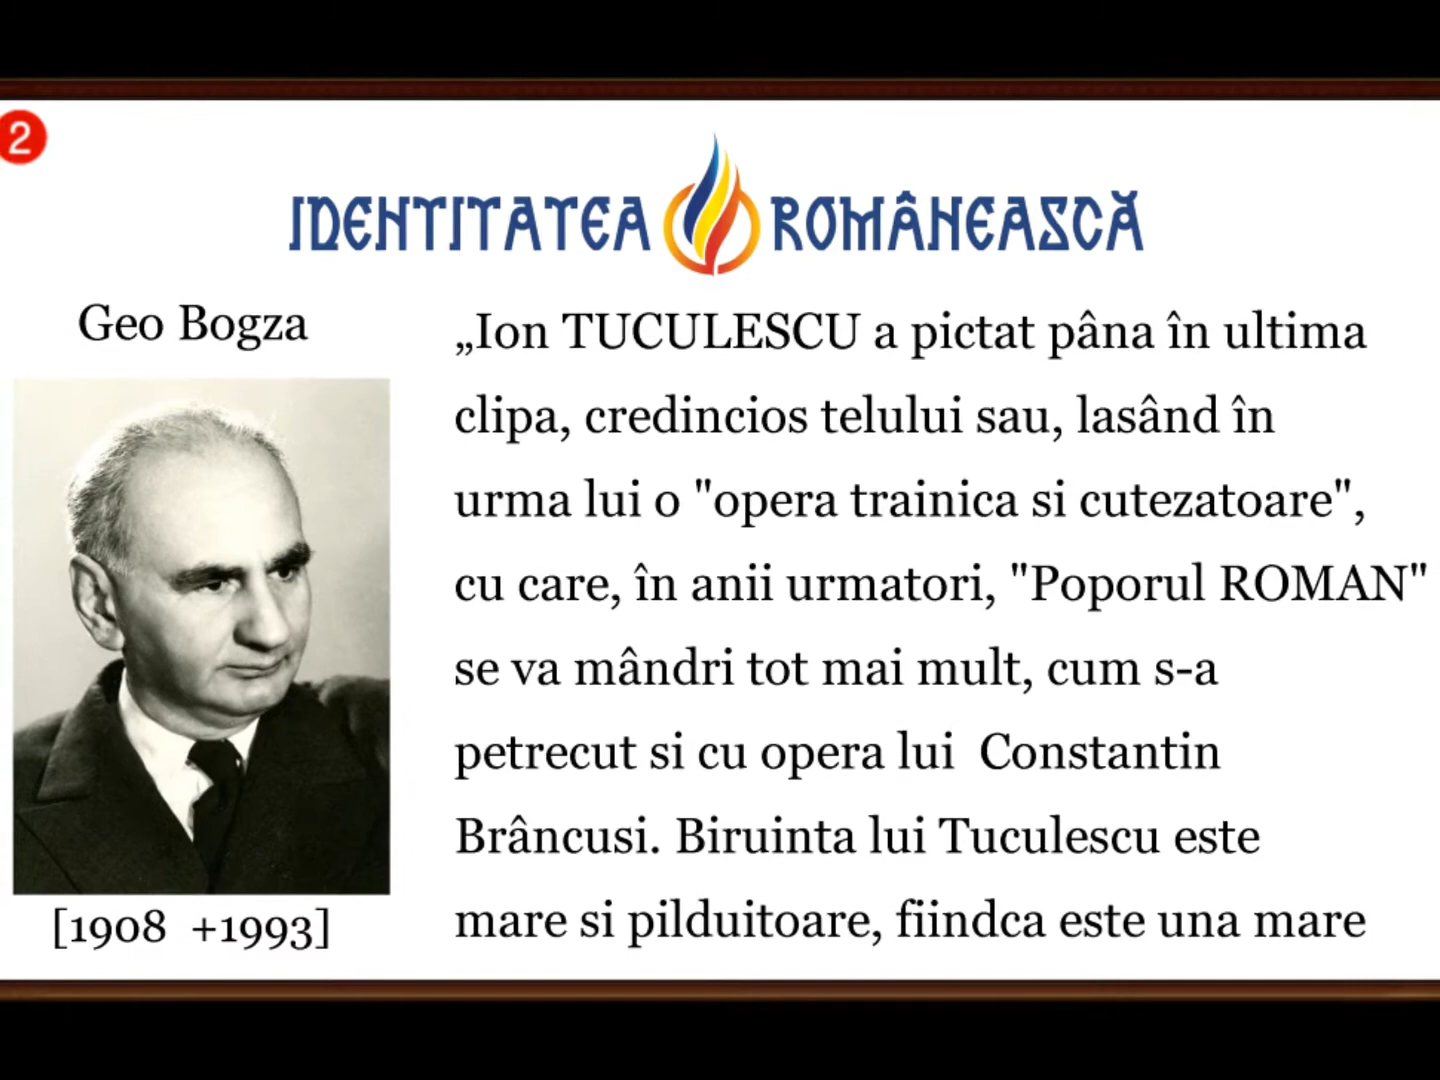 2
IDENTITATEA ROMÂNEASCĂ
Geo Bogza
„Ion TUCULESCU a pictat pâna în ultima
clipa, credincios telului sau, lasând în
urma lui o "opera trainica si cutezatoare",
cu care, în anii urmatori, "Poporul ROMAN"
se va mândri tot mai mult, cum s-a
petrecut si cu opera lui  Constantin
Brâncusi. Biruinta lui Tuculescu este
mare si pilduitoare, fiindca este una mare
[1908  +1993]